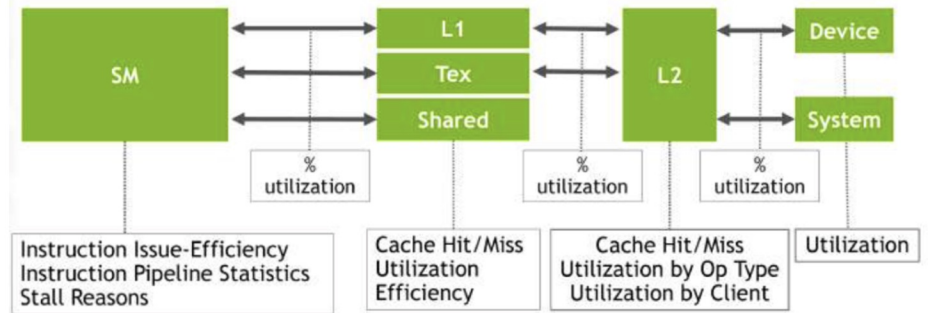 SM
L1
Tex
Shared
L2
Device
System
%
utilization
%
utilization
%
utilization
Instruction Issue-Efficiency
Instruction Pipeline Statistics
Stall Reasons
Cache Hit/Miss
Utilization
Efficiency
Cache Hit/Miss
Utilization by Op Type
Utilization by Client
Utilization